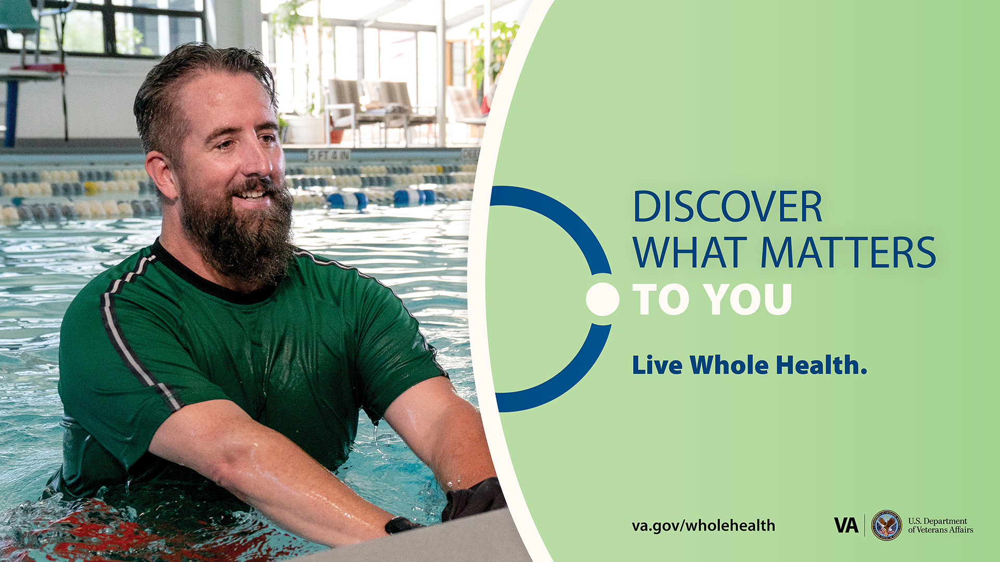 5 FT 4 IN
DISCOVER
WHAT MATTERS
TO YOU
Live Whole Health.
va.gov/wholehealth
VA
U.S. Department
of Veterans Affairs